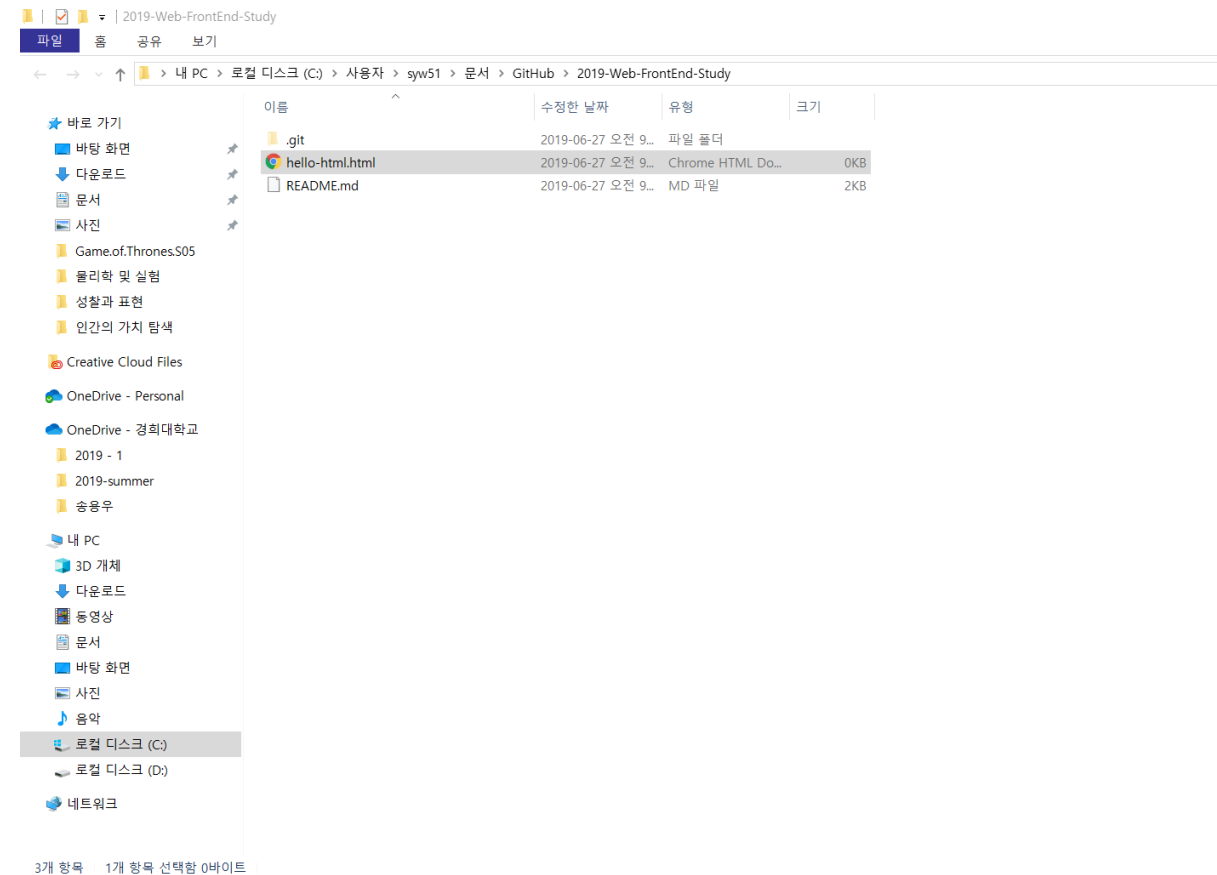 2019-Web-FrontEnd-Study
파일 홈 공유 보기
내 PC > 로컬 디스크 (C:) > 사용자 > syw51 > 문서 > GitHub > 2019-Web-FrontEnd-Study
이름 수정한 날짜 유형 크기
.git 2019-06-27 오전 9... 파일 폴더
hello-html.html 2019-06-27 오전 9... Chrome HTML Do... 0KB
README.md 2019-06-27 오전 9... MD 파일 2KB
바로 가기
바탕 화면
다운로드
문서
사진
Game.of.Thrones.S05
물리학 및 실험
성찰과 표현
인간의 가치 탐색
Creative Cloud Files
OneDrive - Personal
OneDrive - 경희대학교
2019 - 1
2019-summer
송용우
내 PC
3D 개체
다운로드
동영상
문서
바탕 화면
사진
음악
로컬 디스크 (C:)
로컬 디스크 (D:)
네트워크
3개 항목 1개 항목 선택함 0바이트